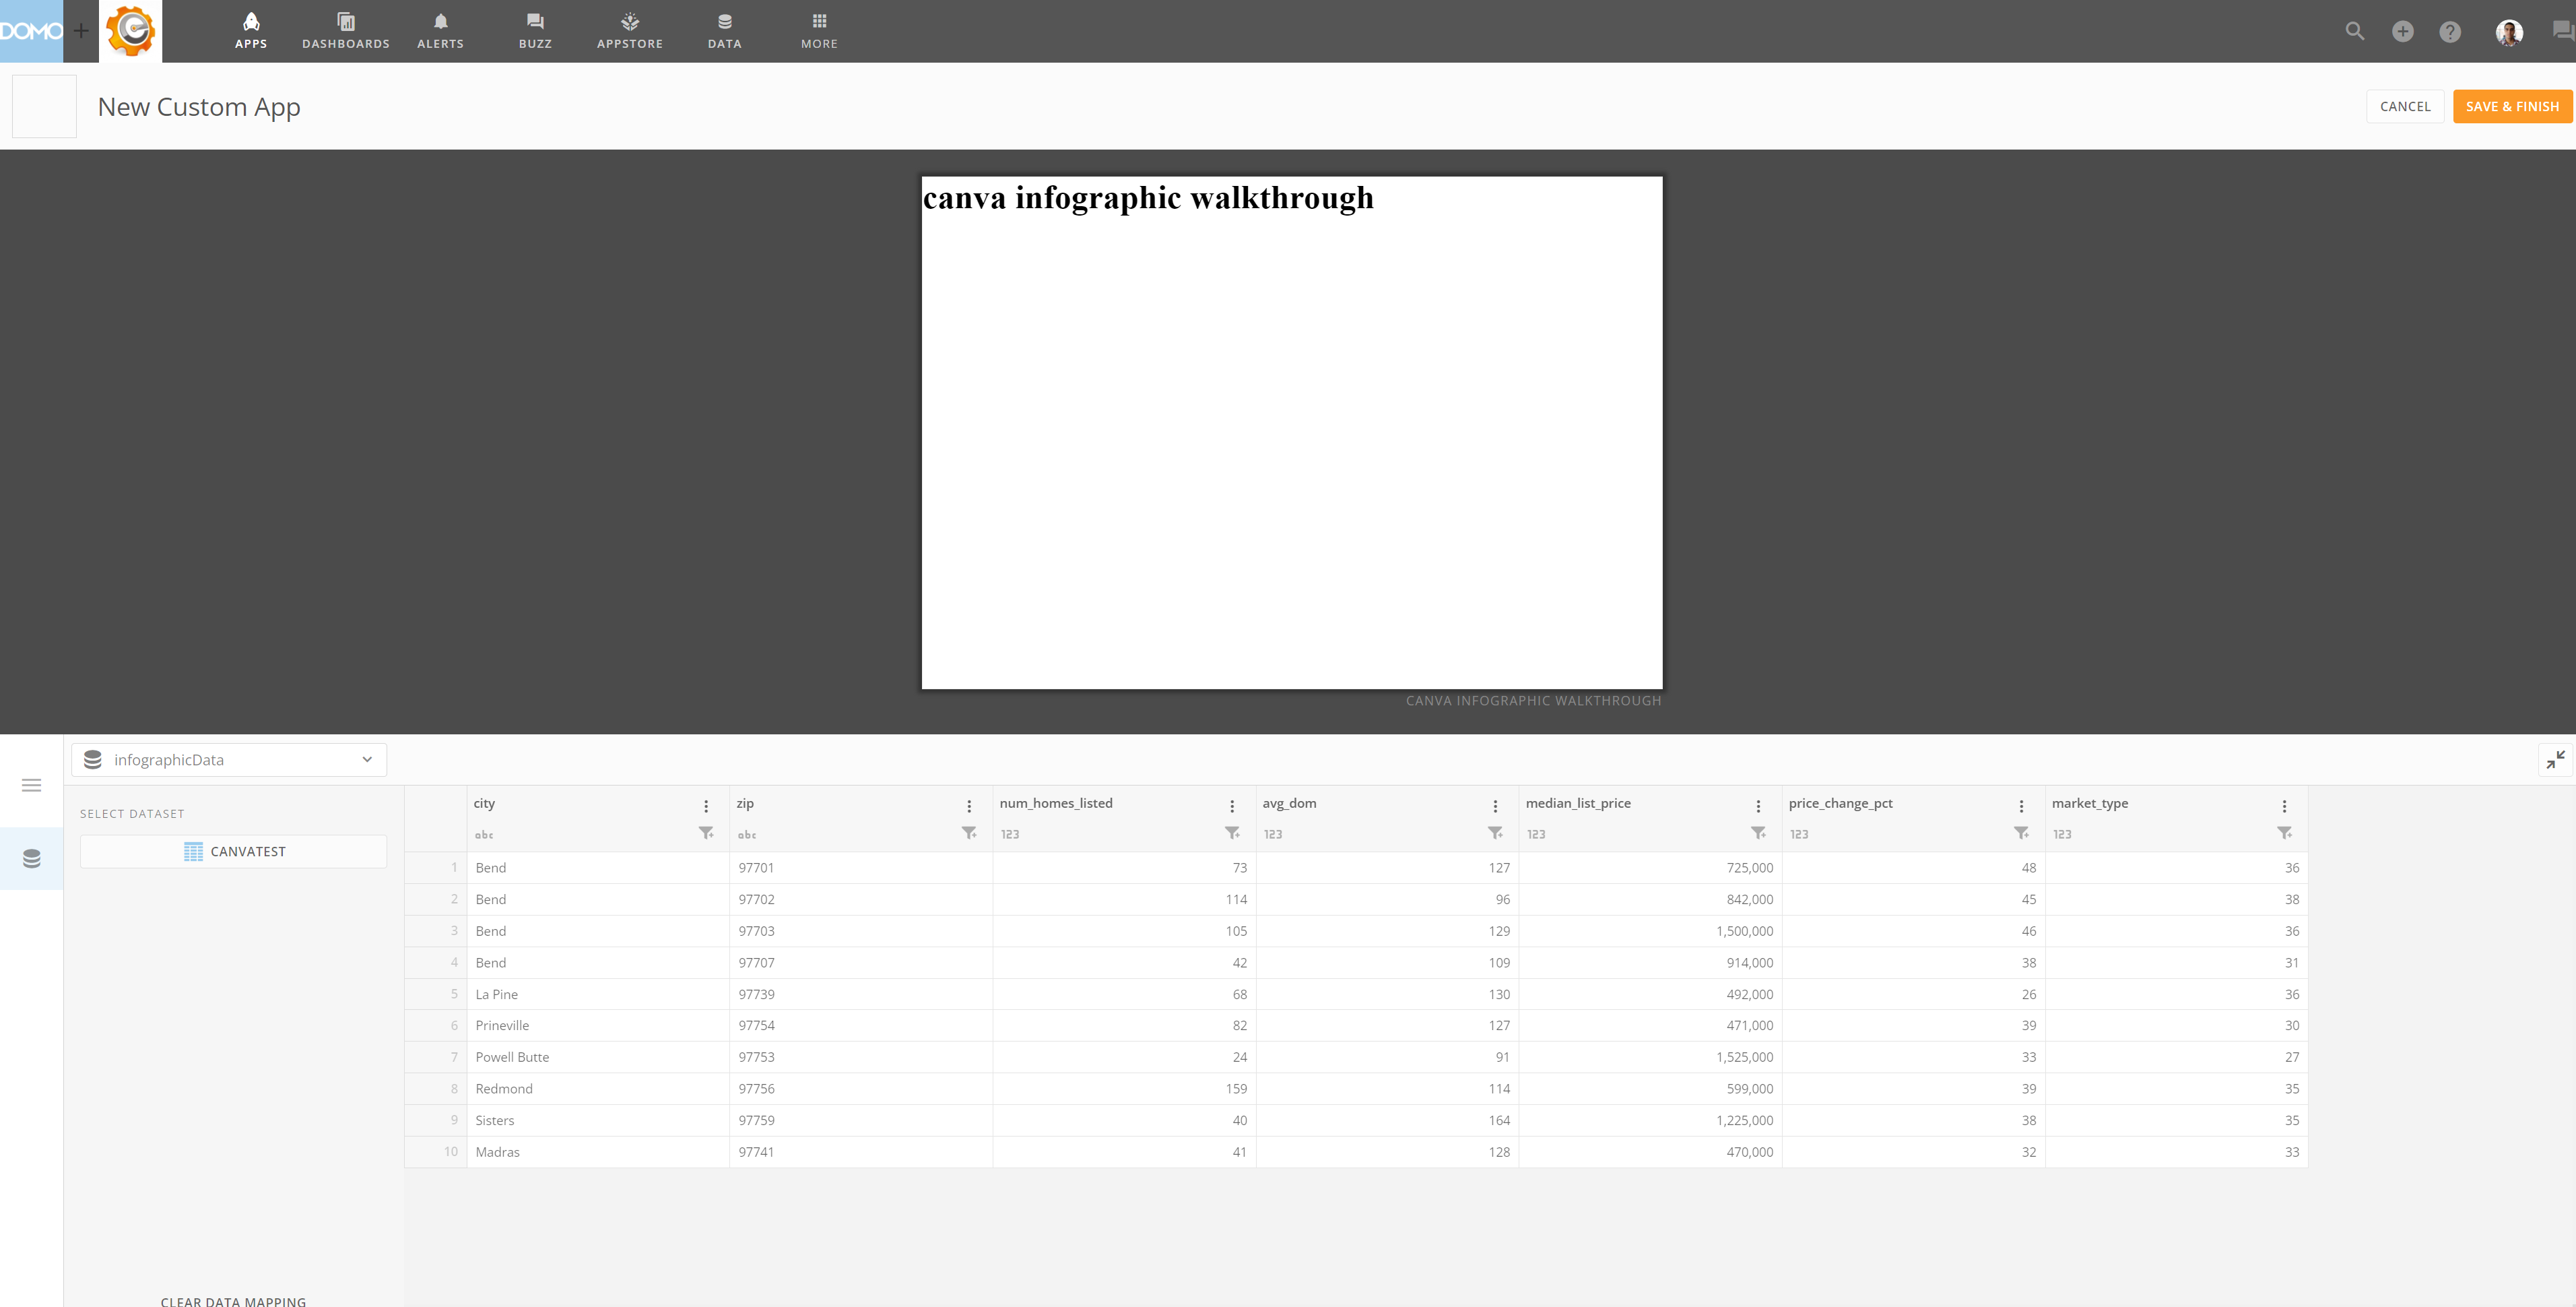 DOMO
APPS DASHBOARDS ALERTS BUZZ APPSTORE DATA MORE
New Custom App
CANCEL SAVE & FINISH
canva infographic walkthrough
CANVA INFOGRAPHIC WALKTHROUGH
infographicData
SELECT DATASET
CANVATEST
CLEAR DATA MAPPING
city zip num_homes_listed avg_dom median_list_price price_change_pct market_type
abc abc 123 123 123 123 123
1 Bend 97701 73 127 725,000 48 36
2 Bend 97702 114 96 842,000 45 38
3 Bend 97703 105 129 1,500,000 46 36
4 Bend 97707 42 109 914,000 38 31
5 La Pine 97739 68 130 492,000 26 36
6 Prineville 97754 82 127 471,000 39 30
7 Powell Butte 97753 24 91 1,525,000 33 27
8 Redmond 97756 159 114 599,000 39 35
9 Sisters 97759 40 164 1,225,000 38 35
10 Madras 97741 41 128 470,000 32 33